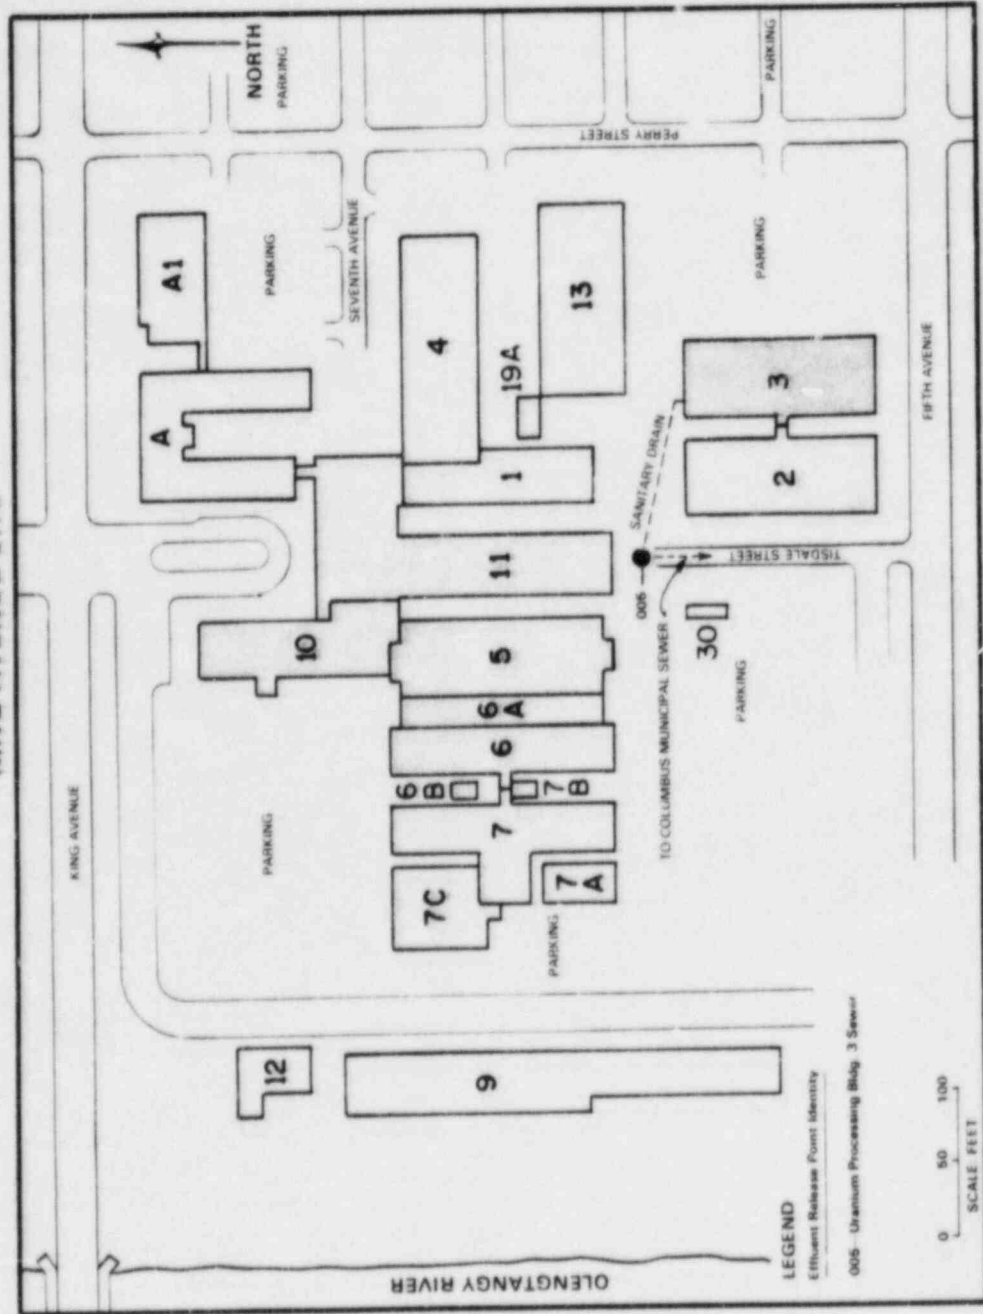 KING AVENUE
NORTH
PARKING
PARKING
PERRY STREET
A1
A
PARKING
SEVENTH AVENUE
10
PARKING
4
19A
13
1
11
5
6
A
6
6
B
7
B
7
7C
7
A
PARKING
12
9
PARKING
3
2
SANITARY DRAIN
006
TISDALE STREET
TO COLUMBUS MUNICIPAL SEWER
30
PARKING
FIFTH AVENUE
OLENGTANGY RIVER
LEGEND
Effluent Release Point Identity
006 Uranium Processing Bldg. 3 Sewer
0 50 100
SCALE FEET